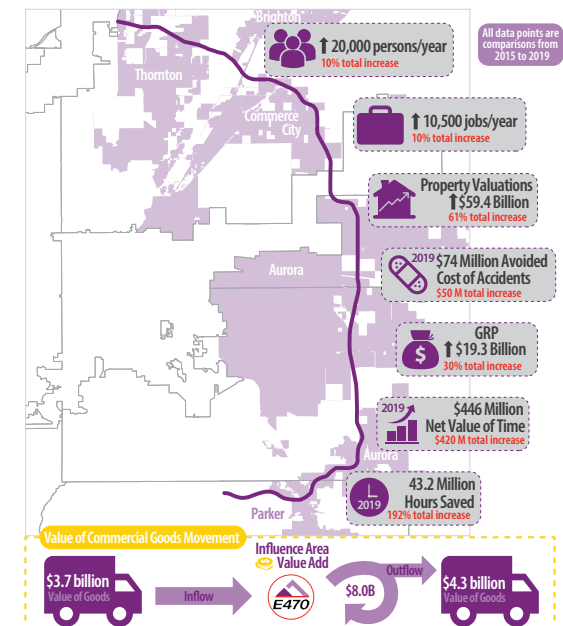 Brighton
20,000 persons/year
10% total increase
All data points are
comparisons from
2015 to 2019
Thornton
Commerce
City
10,500 jobs/year
10% total increase
Property Valuations
$59.4 Billion
61% total increase
Aurora
2019
$74 Million Avoided
Cost of Accidents
$50 M total increase
GRP
$19.3 Billion
30% total increase
$
2019
$446 Million
Net Value of Time
$420 M total increase
Aurora
43.2 Million
Hours Saved
192% total increase
2019
Parker
Value of Commercial Goods Movement
Influence Area
Value Add
$3.7 billion
Value of Goods
Inflow
E470
$8.0B
Outflow
$4.3 billion
Value of Goods